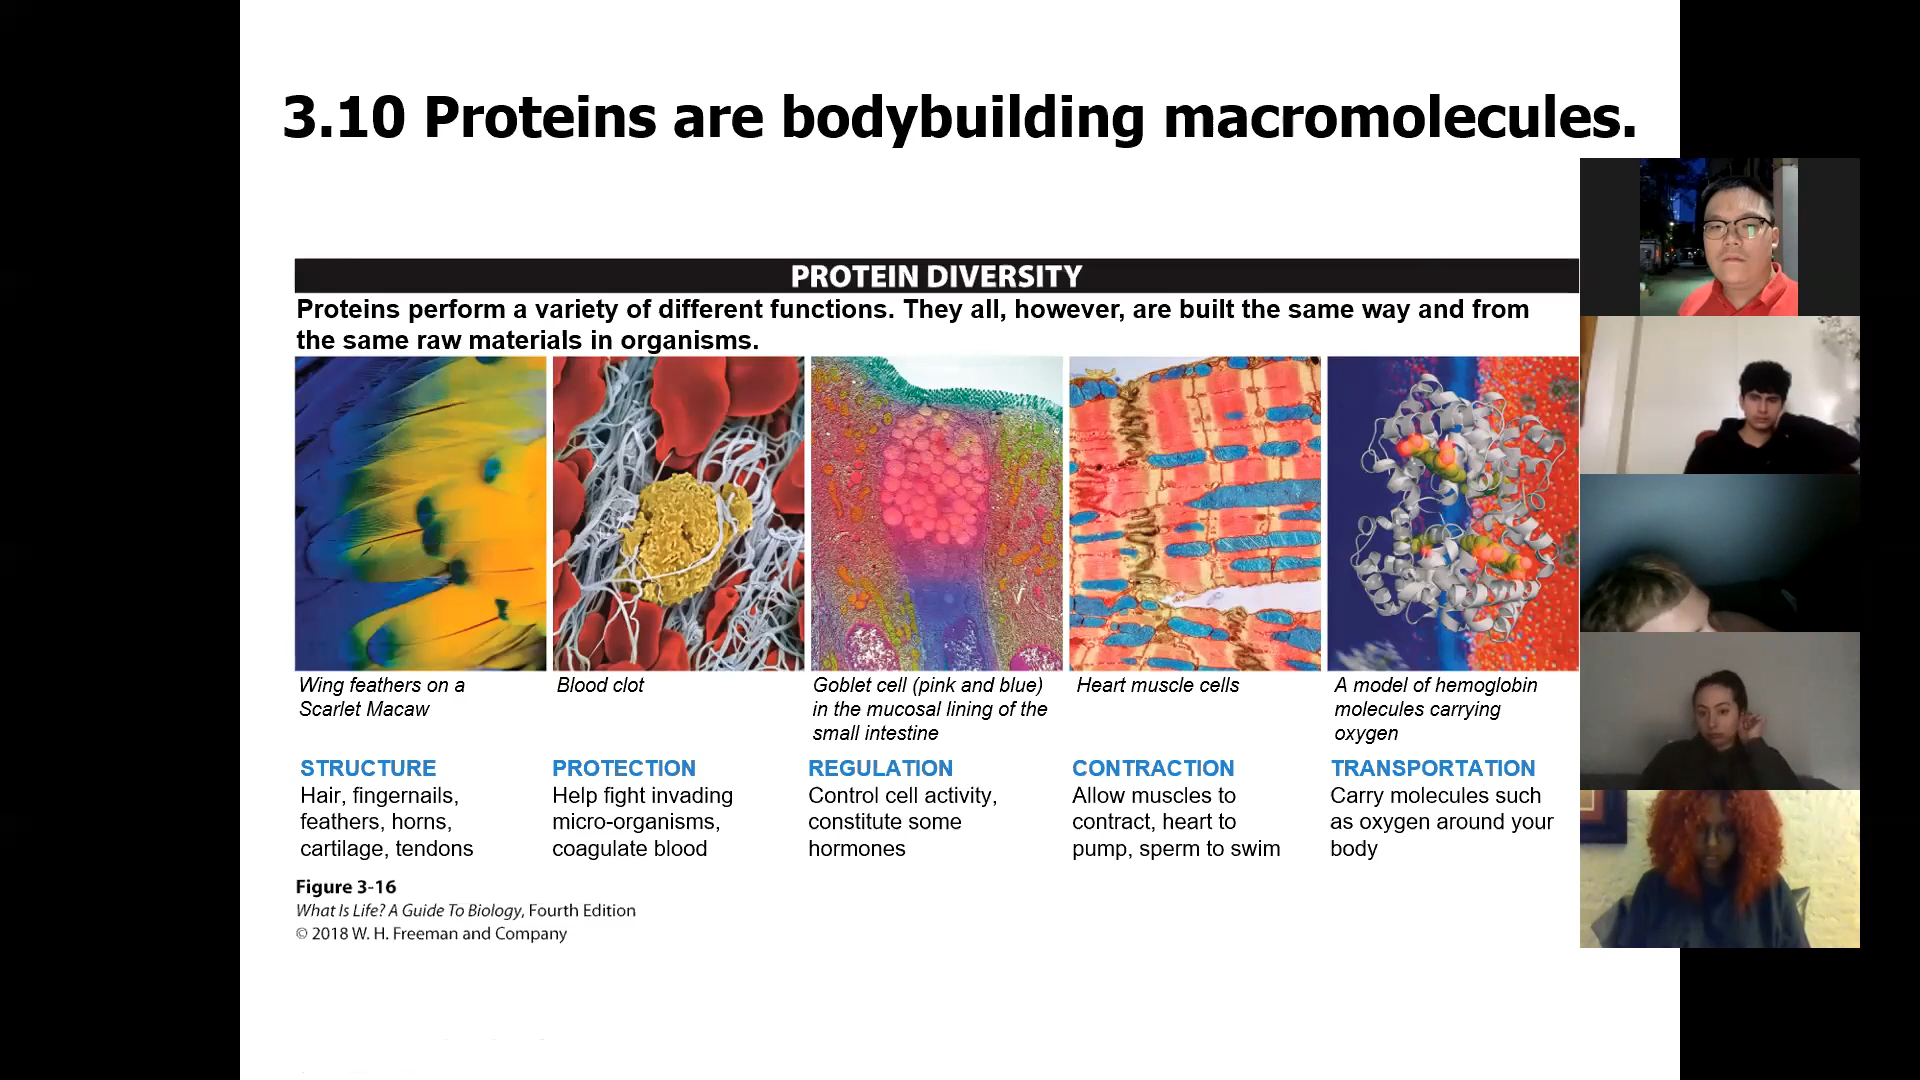 3.10 Proteins are bodybuilding macromolecules.
PROTEIN DIVERSITY
Proteins perform a variety of different functions. They all, however, are built the same way and from
the same raw materials in organisms.
Wing feathers on a
Scarlet Macaw
Blood clot
Goblet cell (pink and blue)
in the mucosal lining of the
small intestine
Heart muscle cells
A model of hemoglobin
molecules carrying
oxygen
STRUCTURE
Hair, fingernails,
feathers, horns,
cartilage, tendons
PROTECTION
Help fight invading
micro-organisms,
coagulate blood
REGULATION
Control cell activity,
constitute some
hormones
CONTRACTION
Allow muscles to
contract, heart to
pump, sperm to swim
TRANSPORTATION
Carry molecules such
as oxygen around your
body
Figure 3-16
What Is Life? A Guide To Biology, Fourth Edition
© 2018 W. H. Freeman and Company